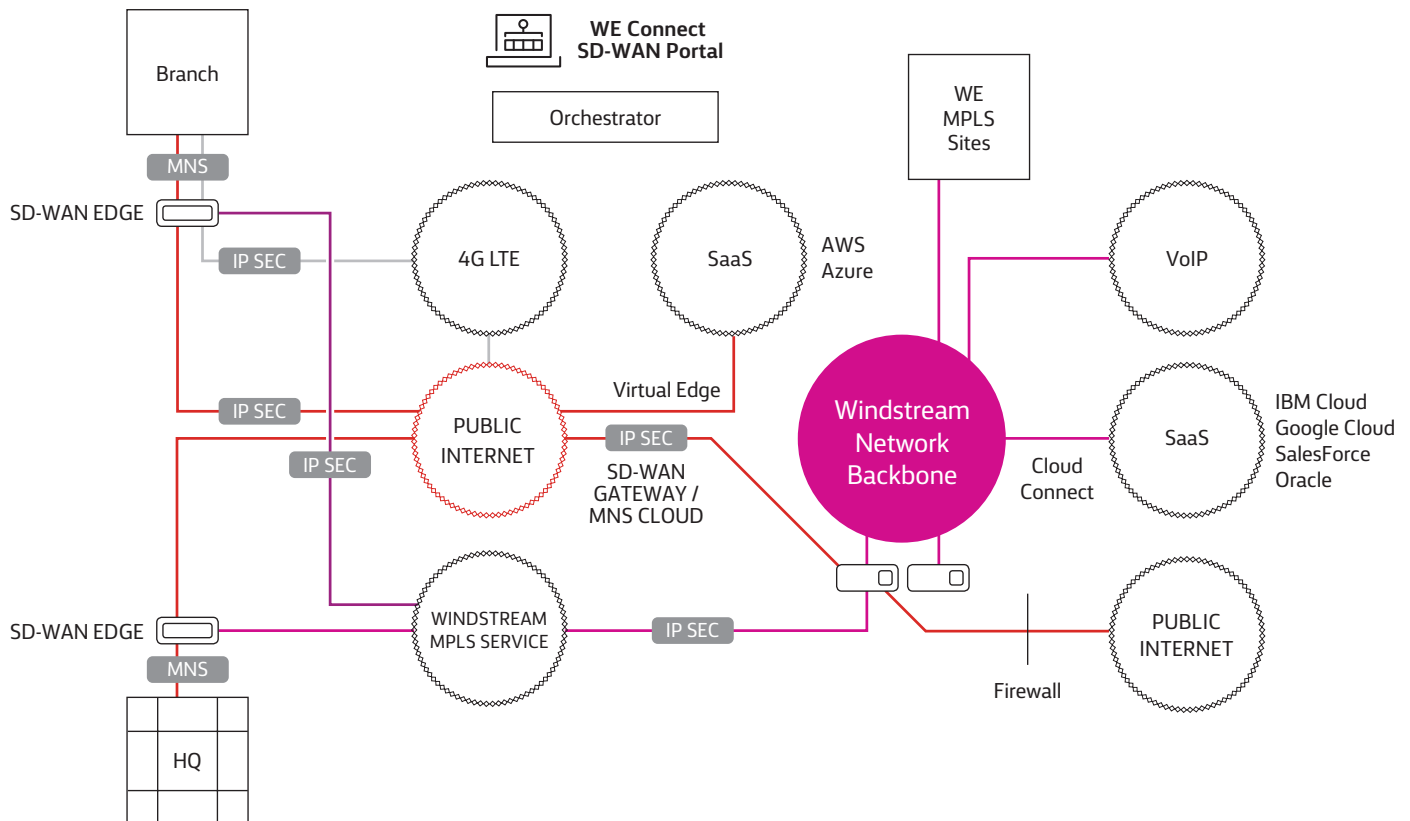 WE Connect
SD-WAN Portal
Branch
Orchestrator
WE
MPLS
Sites
MNS
SD-WAN EDGE
IP SEC
4G LTE
SaaS
AWS
Azure
VoIP
Virtual Edge
IP SEC
PUBLIC
INTERNET
IP SEC
SD-WAN
GATEWAY /
MNS CLOUD
IP SEC
Windstream
Network
Backbone
Cloud
Connect
SaaS
IBM Cloud
Google Cloud
SalesForce
Oracle
SD-WAN EDGE
MNS
WINDSTREAM
MPLS SERVICE
IP SEC
Firewall
PUBLIC
INTERNET
HQ